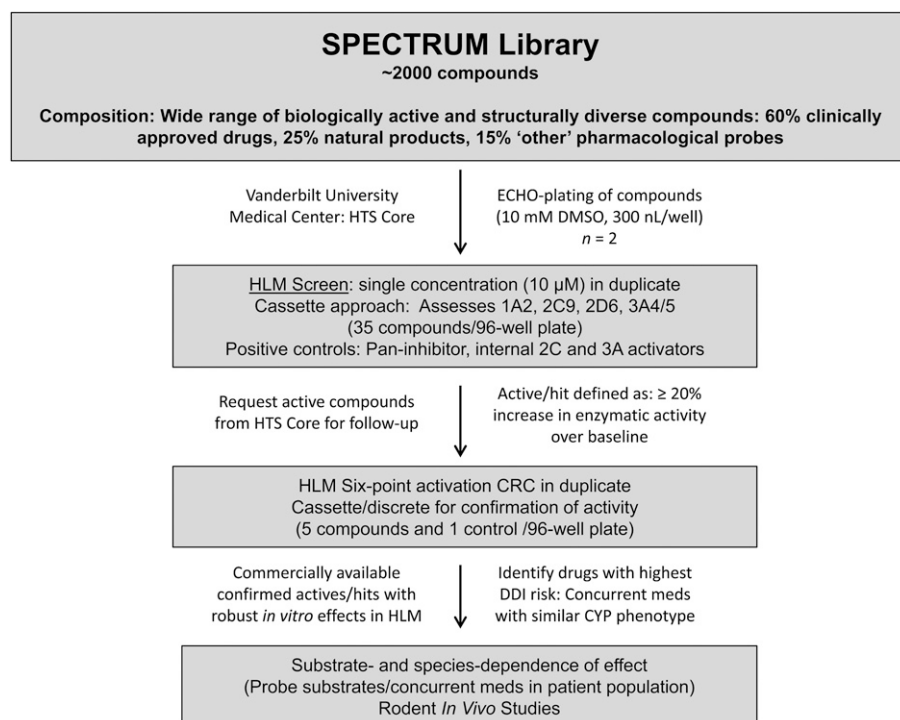 SPECTRUM Library
~2000 compounds
Composition: Wide range of biologically active and structurally diverse compounds: 60% clinically
approved drugs, 25% natural products, 15% ‘other’ pharmacological probes
Vanderbilt University
Medical Center: HTS Core
ECHO-plating of compounds
(10 mM DMSO, 300 nL/well)
n = 2
HLM Screen: single concentration (10 µM) in duplicate
Cassette approach: Assesses 1A2, 2C9, 2D6, 3A4/5
(35 compounds/96-well plate)
Positive controls: Pan-inhibitor, internal 2C and 3A activators
Request active compounds
from HTS Core for follow-up
Active/hit defined as: ≥ 20%
increase in enzymatic activity
over baseline
HLM Six-point activation CRC in duplicate
Cassette/discrete for confirmation of activity
(5 compounds and 1 control /96-well plate)
Commercially available
confirmed actives/hits with
robust in vitro effects in HLM
Identify drugs with highest
DDI risk: Concurrent meds
with similar CYP phenotype
Substrate- and species-dependence of effect
(Probe substrates/concurrent meds in patient population)
Rodent In Vivo Studies